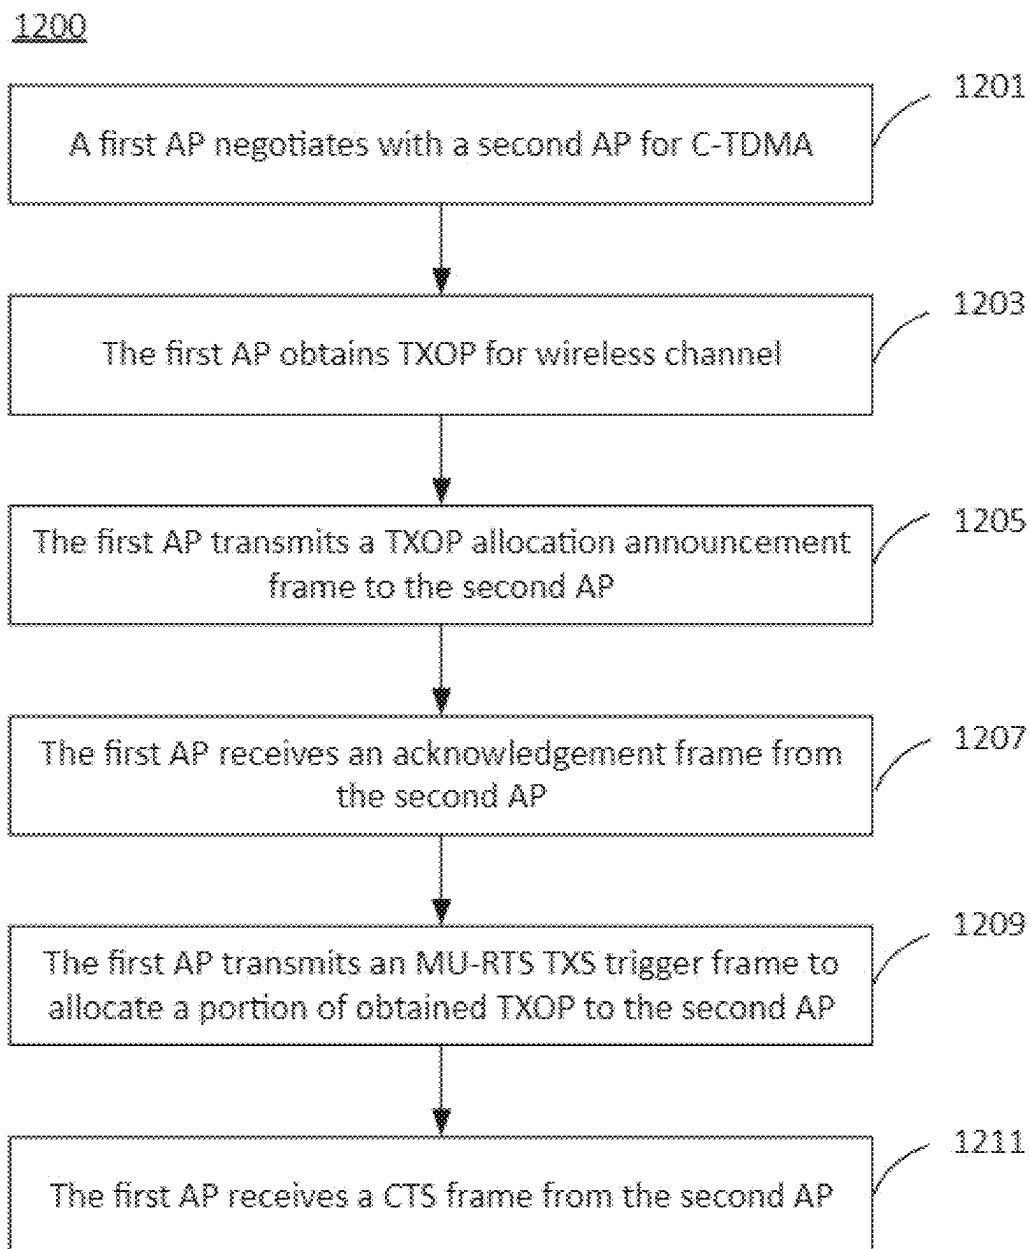 1200
1201
A first AP negotiates with a second AP for C-TDMA
1203
The first AP obtains TXOP for wireless channel
1205
The first AP transmits a TXOP allocation announcement
frame to the second AP
1207
The first AP receives an acknowledgement frame from
the second AP
1209
The first AP transmits an MU-RTS TXS trigger frame to
allocate a portion of obtained TXOP to the second AP
1211
The first AP receives a CTS frame from the second AP